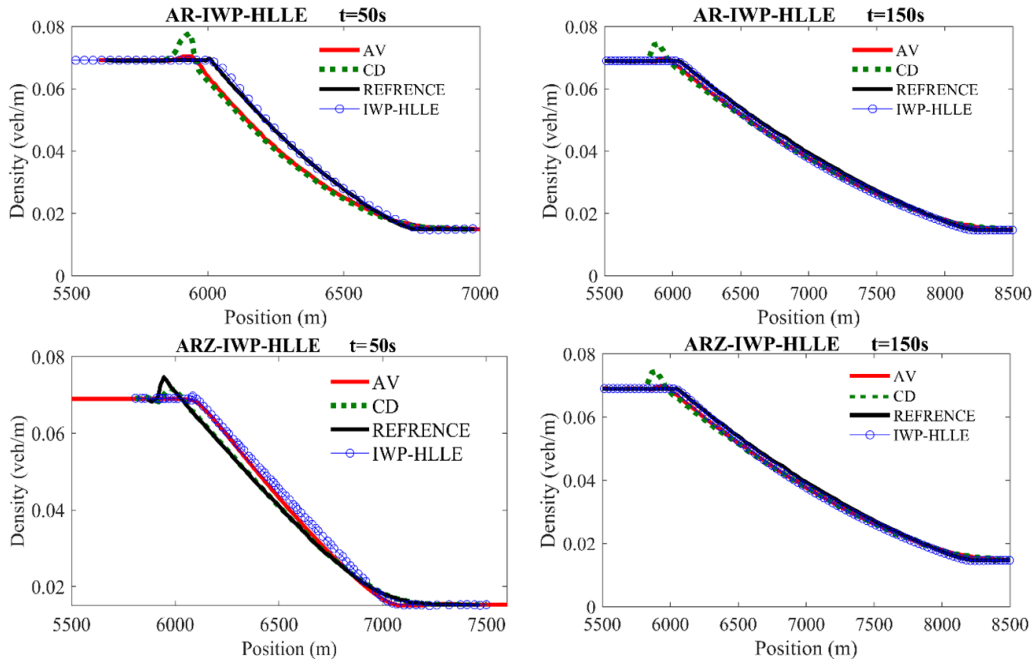 AR-IWP-HLLE t=50s
0.08
0.06
0.04
0.02
0
Density (veh/m)
AV
CD
REFRENCE
IWP-HLLE
5500 6000 6500 7000
Position (m)
AR-IWP-HLLE t=150s
0.08
0.06
0.04
0.02
0
Density (veh/m)
AV
CD
REFRENCE
IWP-HLLE
5500 6000 6500 7000 7500 8000 8500
Position (m)
ARZ-IWP-HLLE t=50s
0.08
0.06
0.04
0.02
Density (veh/m)
AV
CD
REFRENCE
IWP-HLLE
5500 6000 6500 7000 7500
Position (m)
ARZ-IWP-HLLE t=150s
0.08
0.06
0.04
0.02
0
Density (veh/m)
AV
CD
REFRENCE
IWP-HLLE
5500 6000 6500 7000 7500 8000 8500
Position (m)